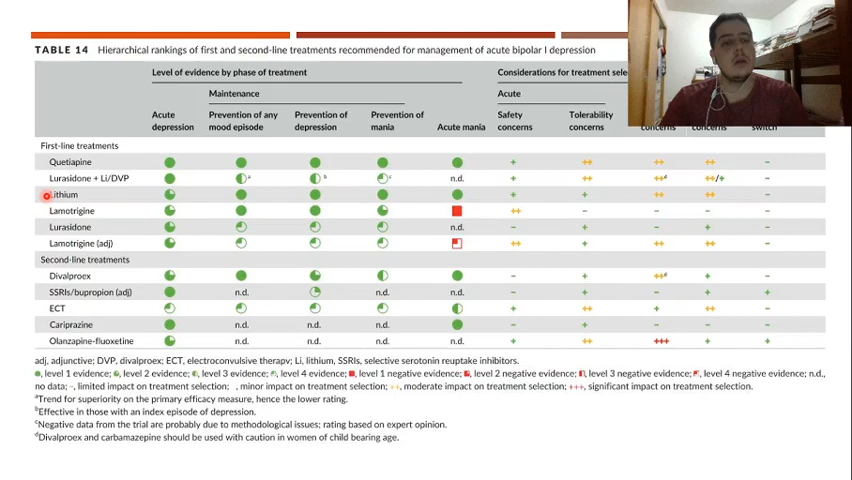 TABLE 14 Hierarchical rankings of first and second-line treatments recommended for management of acute bipolar I depression
Level of evidence by phase of treatment Considerations for treatment
Maintenance Acute
Acute depression Prevention of any mood episode Prevention of depression Prevention of mania Acute mania Safety concerns Tolerability concerns concerns concerns switch
First-line treatments
Quetiapine + ++ ++ ++ –
Lurasidone + Li/DVP a b c n.d. + ++ ++d ++/+ –
Lithium + + ++ ++ –
Lamotrigine ++ – – – –
Lurasidone n.d. – + – + –
Lamotrigine (adj) ++ + ++ ++ –
Second-line treatments
Divalproex – + ++d + –
SSRIs/bupropion (adj) n.d. n.d. n.d. – + – + +
ECT + ++ + ++ –
Cariprazine n.d. n.d. n.d. – + – – –
Olanzapine-fluoxetine n.d. n.d. n.d. n.d. + ++ +++ + +
adj, adjunctive; DVP, divalproex; ECT, electroconvulsive therapy; Li, lithium, SSRIs, selective serotonin reuptake inhibitors.
, level 1 evidence; , level 2 evidence; , level 3 evidence; , level 4 evidence; , level 1 negative evidence; , level 2 negative evidence; , level 3 negative evidence; , level 4 negative evidence; n.d.,
no data; –, limited impact on treatment selection; , minor impact on treatment selection; ++, moderate impact on treatment selection; +++, significant impact on treatment selection.
aTrend for superiority on the primary efficacy measure, hence the lower rating.
bEffective in those with an index episode of depression.
cNegative data from the trial are probably due to methodological issues; rating based on expert opinion.
dDivalproex and carbamazepine should be used with caution in women of child bearing age.